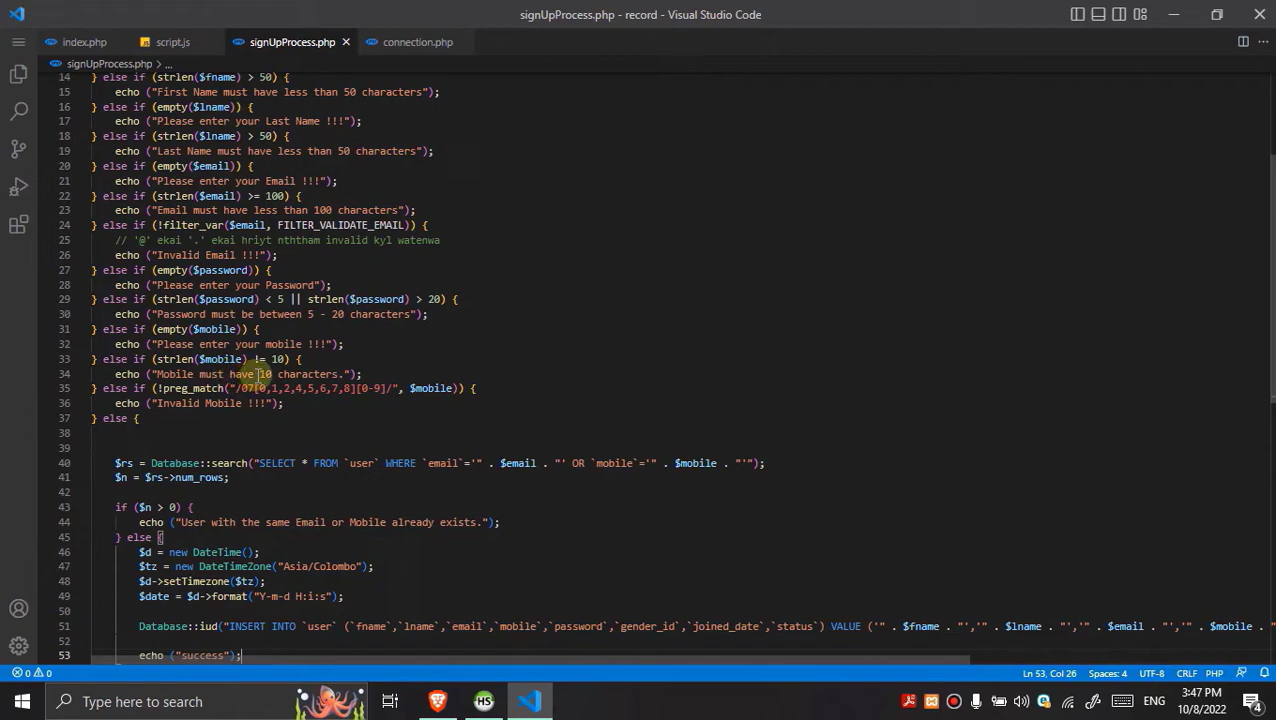 signUpProcess.php - record - Visual Studio Code
index.php
script.js
signUpProcess.php
connection.php
signUpProcess.php > ...
14 } else if (strlen($fname) > 50) {
15 echo ("First Name must have less than 50 characters");
16 } else if (empty($lname)) {
17 echo ("Please enter your Last Name !!!");
18 } else if (strlen($lname) > 50) {
19 echo ("Last Name must have less than 50 characters");
20 } else if (empty($email)) {
21 echo ("Please enter your Email !!!");
22 } else if (strlen($email) >= 100) {
23 echo ("Email must have less than 100 characters");
24 } else if (!filter_var($email, FILTER_VALIDATE_EMAIL)) {
25 // '@' ekai '.' ekai hriyt nththam invalid kyl watenwa
26 echo ("Invalid Email !!!");
27 } else if (empty($password)) {
28 echo ("Please enter your Password");
29 } else if (strlen($password) < 5 || strlen($password) > 20) {
30 echo ("Password must be between 5 - 20 characters");
31 } else if (empty($mobile)) {
32 echo ("Please enter your mobile !!!");
33 } else if (strlen($mobile) != 10) {
34 echo ("Mobile must have 10 characters.");
35 } else if (!preg_match("/07[0,1,2,4,5,6,7,8][0-9]/", $mobile)) {
36 echo ("Invalid Mobile !!!");
37 } else {
38
39
40 $rs = Database::search("SELECT * FROM `user` WHERE `email`='" . $email . "' OR `mobile`='" . $mobile . "'");
41 $n = $rs->num_rows;
42
43 if ($n > 0) {
44 echo ("User with the same Email or Mobile already exists.");
45 } else {
46 $d = new DateTime();
47 $tz = new DateTimeZone("Asia/Colombo");
48 $d->setTimezone($tz);
49 $date = $d->format("Y-m-d H:i:s");
50
51 Database::iud("INSERT INTO `user` (`fname`,`lname`,`email`,`mobile`,`password`,`gender_id`,`joined_date`,`status`) VALUE ('" . $fname . "','" . $lname . "','" . $email . "','" . $mobile . "
52
53 echo ("success");
0 0 Ln 53, Col 26 Spaces: 4 UTF-8 CRLF PHP
Type here to search
HS
ENG
3:47 PM
10/8/2022
4